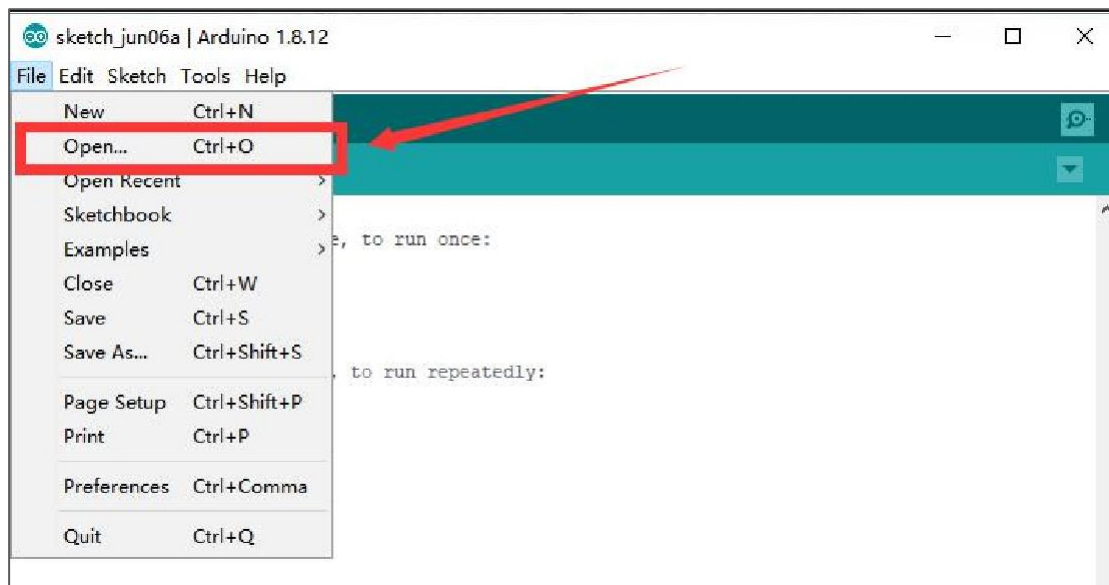 sketch_jun06a | Arduino 1.8.12
File Edit Sketch Tools Help
New Ctrl+N
Open... Ctrl+O
Open Recent
Sketchbook
, to run once:
Examples
Close Ctrl+W
Save Ctrl+S
Save As... Ctrl+Shift+S
, to run repeatedly:
Page Setup Ctrl+Shift+P
Print Ctrl+P
Preferences Ctrl+Comma
Quit Ctrl+Q